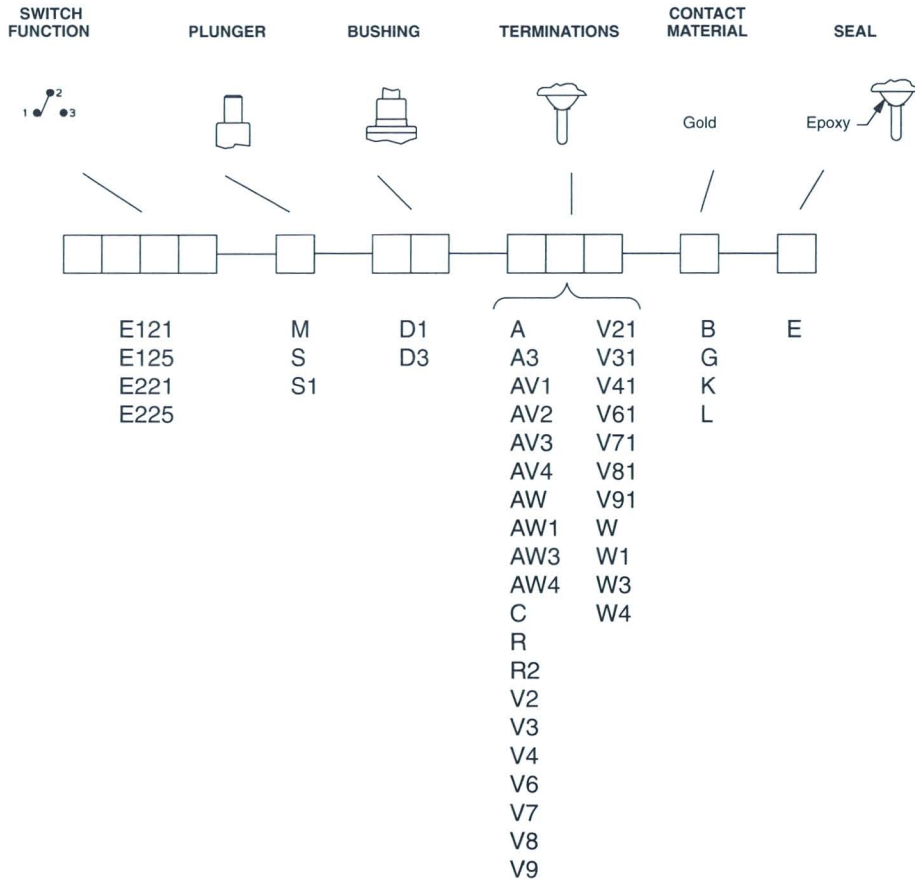 SWITCH
FUNCTION
PLUNGER
BUSHING
TERMINATIONS
CONTACT
MATERIAL
SEAL
2
1
3
Gold
Epoxy
E121
E125
E221
E225
M
S
S1
D1
D3
A
A3
AV1
AV2
AV3
AV4
AW
AW1
AW3
AW4
C
R
R2
V2
V3
V4
V6
V7
V8
V9
V21
V31
V41
V61
V71
V81
V91
W
W1
W3
W4
B
G
K
L
E